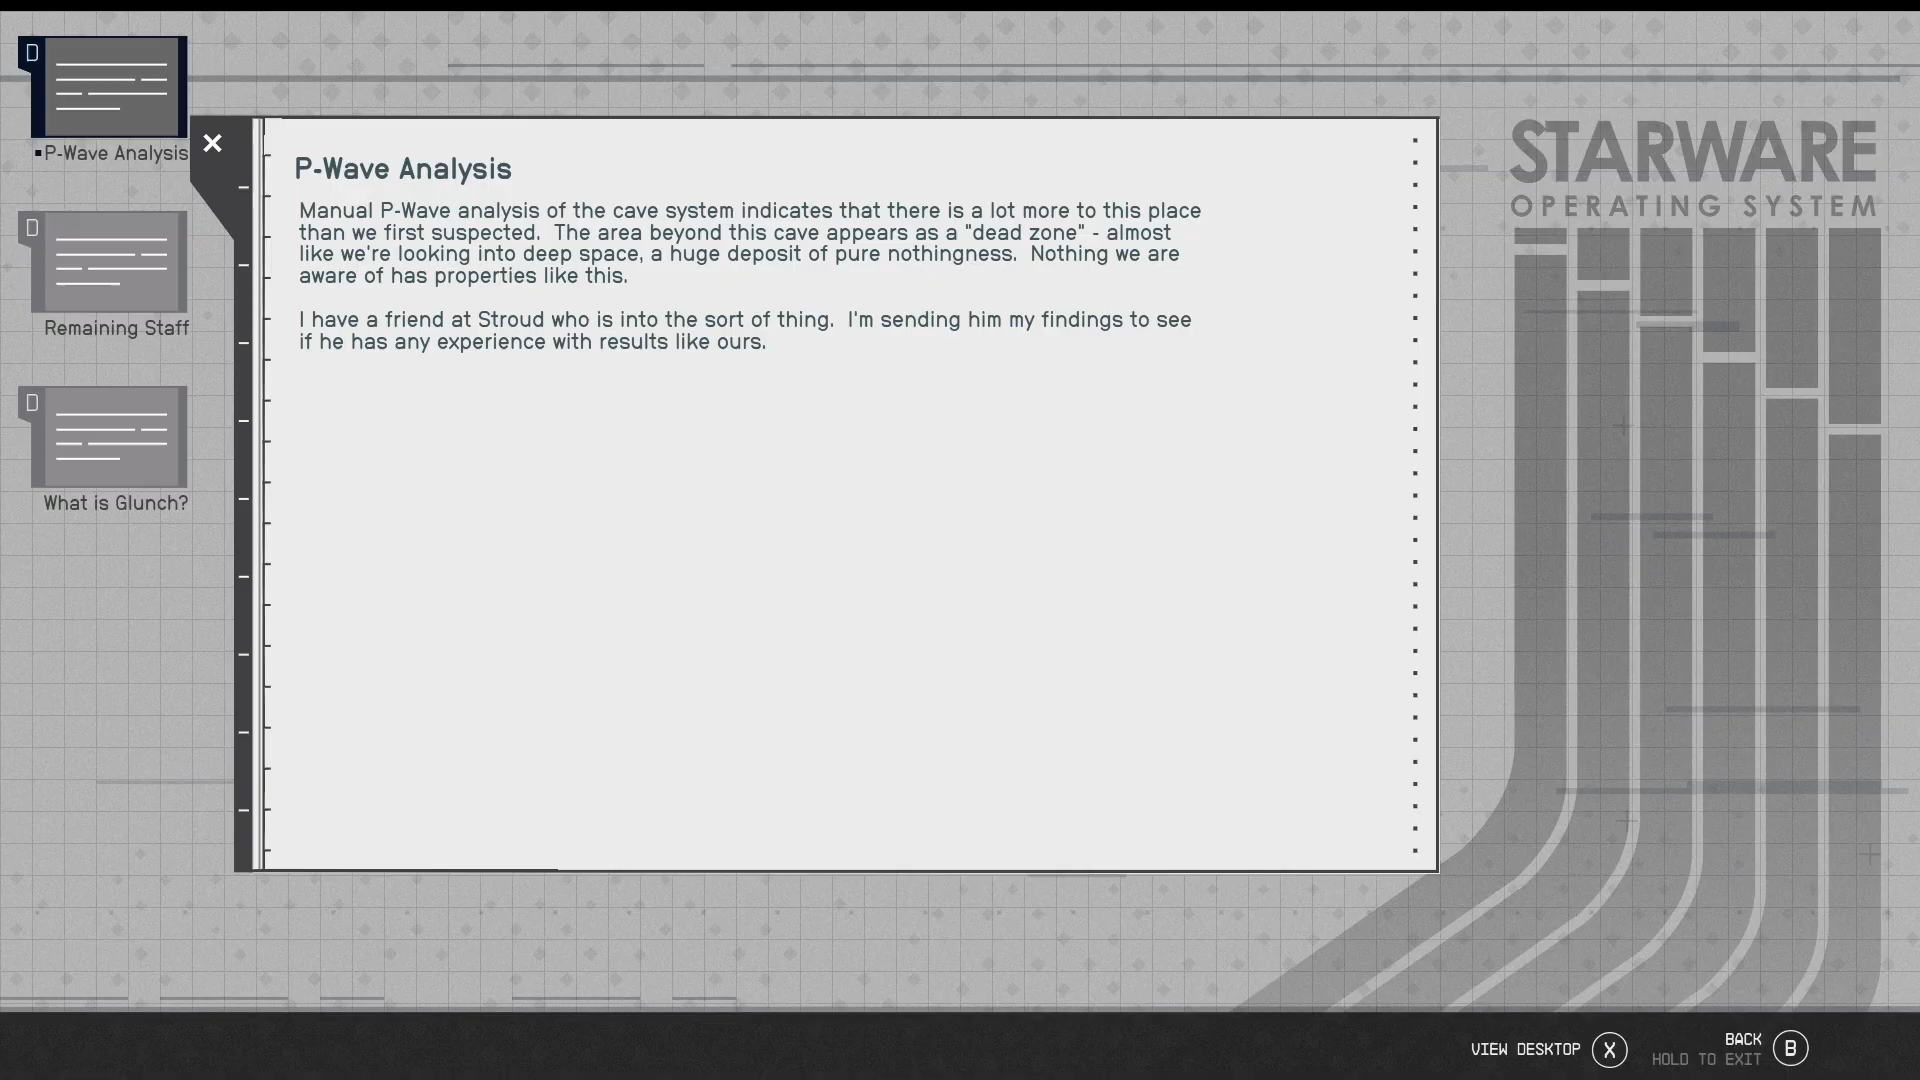 D
P-Wave Analysis
D
Remaining Staff
D
What is Glunch?
P-Wave Analysis
Manual P-Wave analysis of the cave system indicates that there is a lot more to this place
than we first suspected.  The area beyond this cave appears as a "dead zone" - almost
like we're looking into deep space, a huge deposit of pure nothingness.  Nothing we are
aware of has properties like this.
I have a friend at Stroud who is into the sort of thing.  I'm sending him my findings to see
if he has any experience with results like ours.
STARWARE
OPERATING SYSTEM
VIEW DESKTOP X
BACK B
HOLD TO EXIT